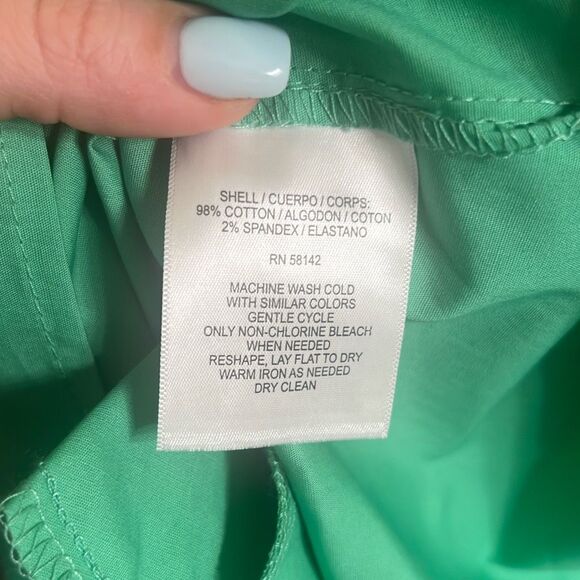 SHELL / CUERPO / CORPS:
98% COTTON / ALGODON / COTON
2% SPANDEX / ELASTANO
RN 58142
MACHINE WASH COLD
WITH SIMILAR COLORS
GENTLE CYCLE
ONLY NON-CHLORINE BLEACH
WHEN NEEDED
RESHAPE, LAY FLAT TO DRY
WARM IRON AS NEEDED
DRY CLEAN